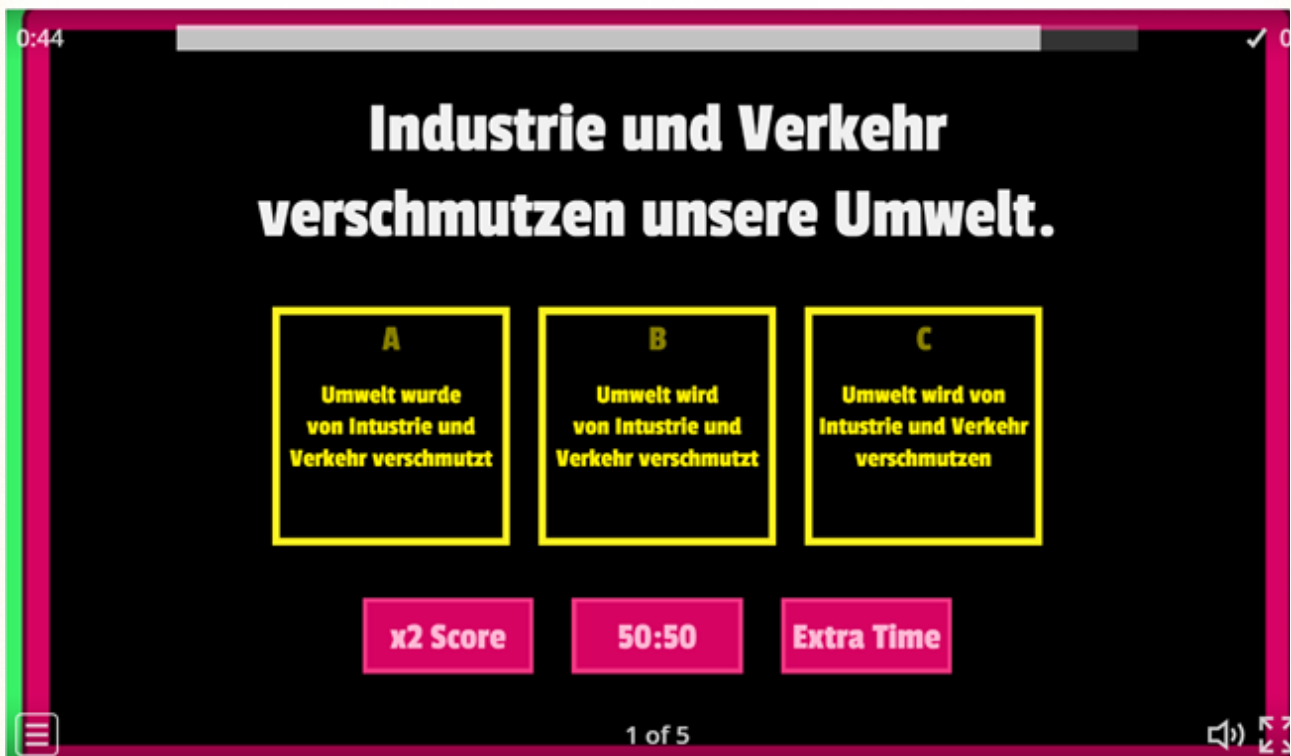 0:44
✓ 0
Industrie und Verkehr
verschmutzen unsere Umwelt.
A
Umwelt wurde
von Intustrie und
Verkehr verschmutzt
B
Umwelt wird
von Intustrie und
Verkehr verschmutzt
C
Umwelt wird von
Intustrie und Verkehr
verschmutzen
x2 Score
50:50
Extra Time
1 of 5